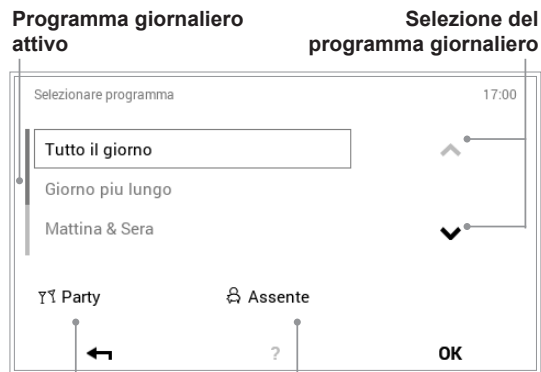 Programma giornaliero
attivo
Selezione del
programma giornaliero
Selezionare programma
17:00
Tutto il giorno
Giorno piu lungo
Mattina & Sera
Party
Assente
?
OK